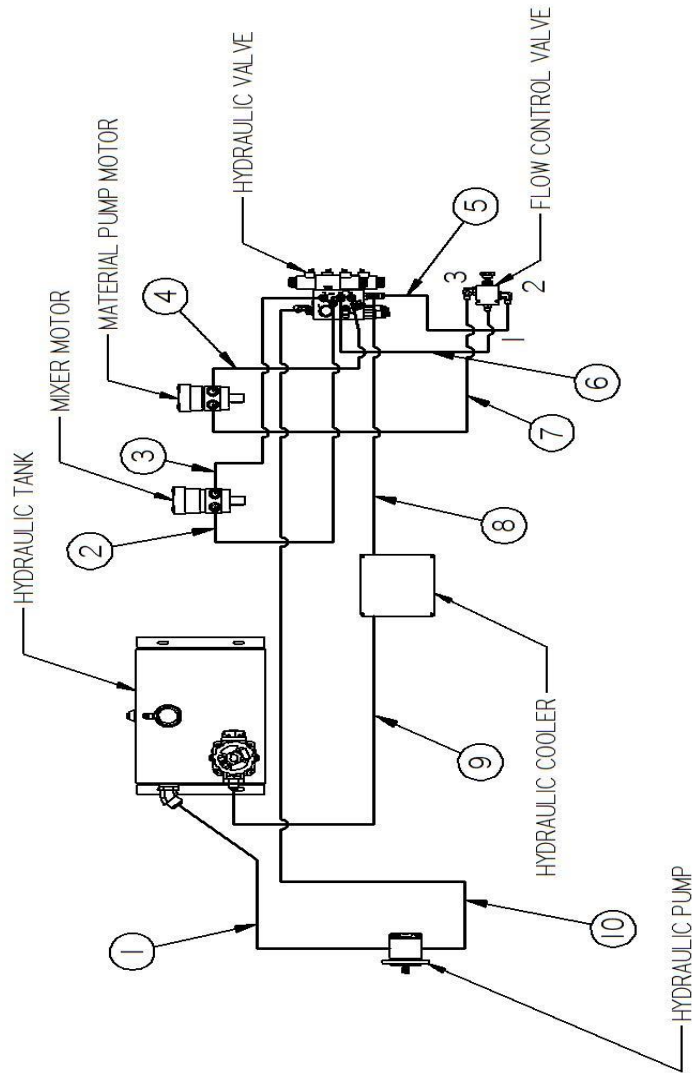 HYDRAULIC TANK
MIXER MOTOR
MATERIAL PUMP MOTOR
HYDRAULIC VALVE
FLOW CONTROL VALVE
HYDRAULIC COOLER
HYDRAULIC PUMP
1
2
3
4
5
6
7
8
9
10
1
2
3